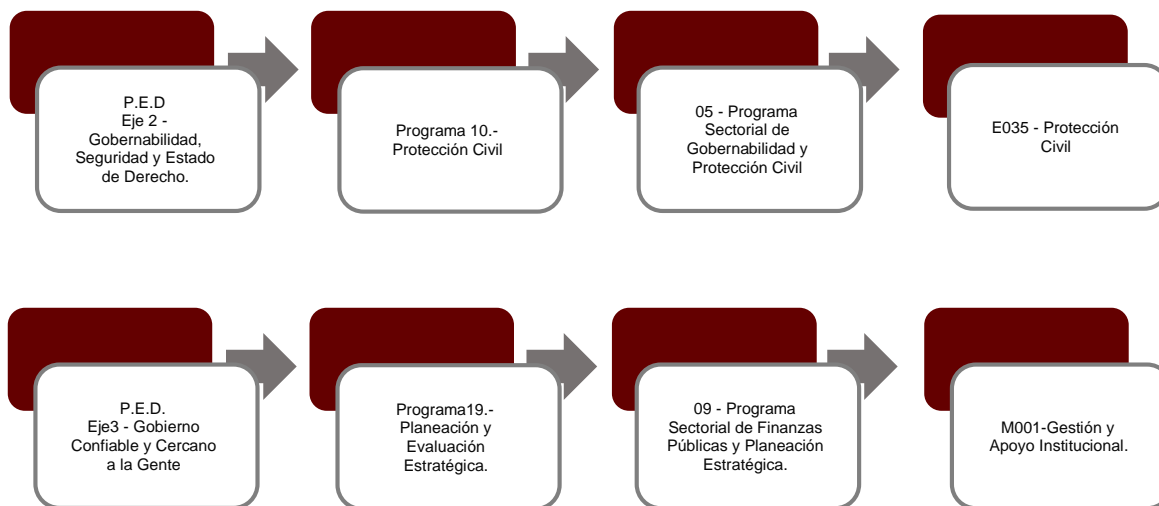 P.E.D
Eje 2 -
Gobernabilidad,
Seguridad y Estado
de Derecho.
Programa 10.-
Protección Civil
05 - Programa
Sectorial de
Gobernabilidad y
Protección Civil
E035 - Protección
Civil
P.E.D.
Eje3 - Gobierno
Confiable y Cercano
a la Gente
Programa19.-
Planeación y
Evaluación
Estratégica.
09 - Programa
Sectorial de Finanzas
Públicas y Planeación
Estratégica.
M001-Gestión y
Apoyo Institucional.